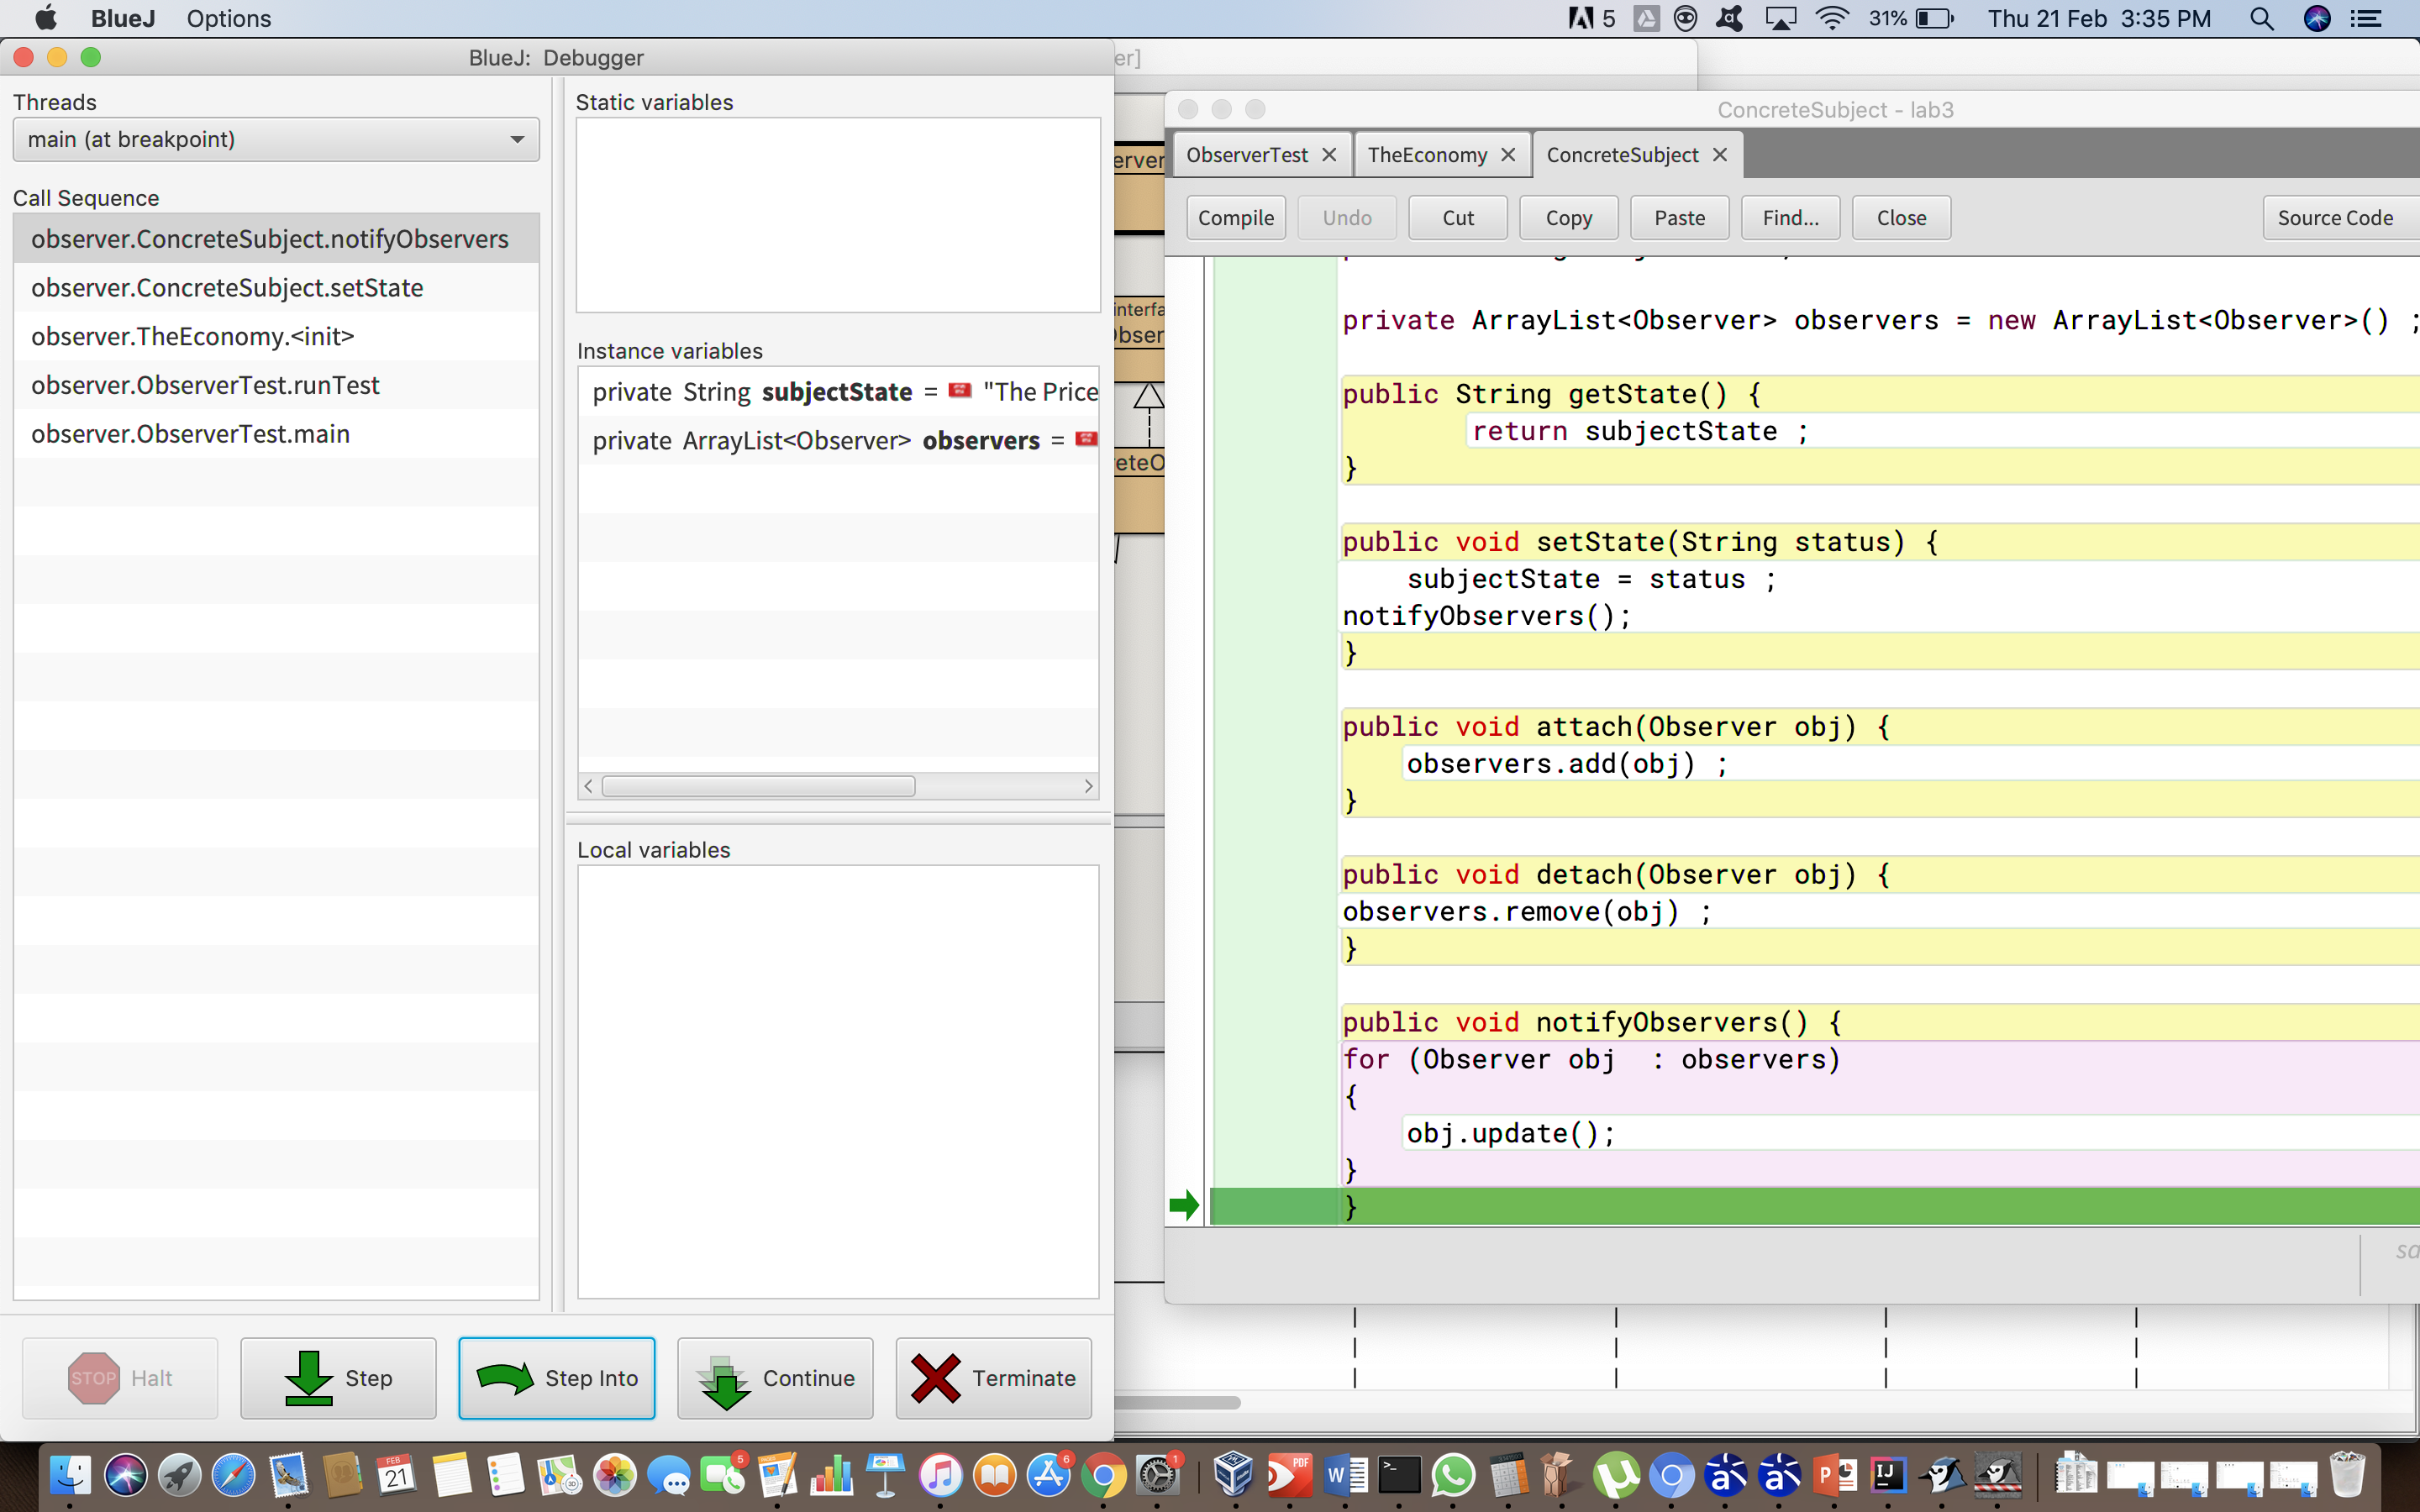 BlueJ Options 5 31% Thu 21 Feb 3:35 PM
BlueJ: Debugger
er]
Threads
main (at breakpoint)
Call Sequence
observer.ConcreteSubject.notifyObservers
observer.ConcreteSubject.setState
observer.TheEconomy.<init>
observer.ObserverTest.runTest
observer.ObserverTest.main
Static variables
Instance variables
private String subjectState = "The Price
private ArrayList<Observer> observers =
Local variables
Halt
STOP
Step
Step Into
Continue
Terminate
erver
interfa
Obser
eteO
ConcreteSubject - lab3
ObserverTest
TheEconomy
ConcreteSubject
Compile Undo Cut Copy Paste Find... Close Source Code
private ArrayList<Observer> observers = new ArrayList<Observer>() ;
public String getState() {
return subjectState ;
}
public void setState(String status) {
subjectState = status ;
notifyObservers();
}
public void attach(Observer obj) {
observers.add(obj) ;
}
public void detach(Observer obj) {
observers.remove(obj) ;
}
public void notifyObservers() {
for (Observer obj : observers)
{
obj.update();
}
}
sa
FEB
21
5
6
1
PDF
W
P
IJ